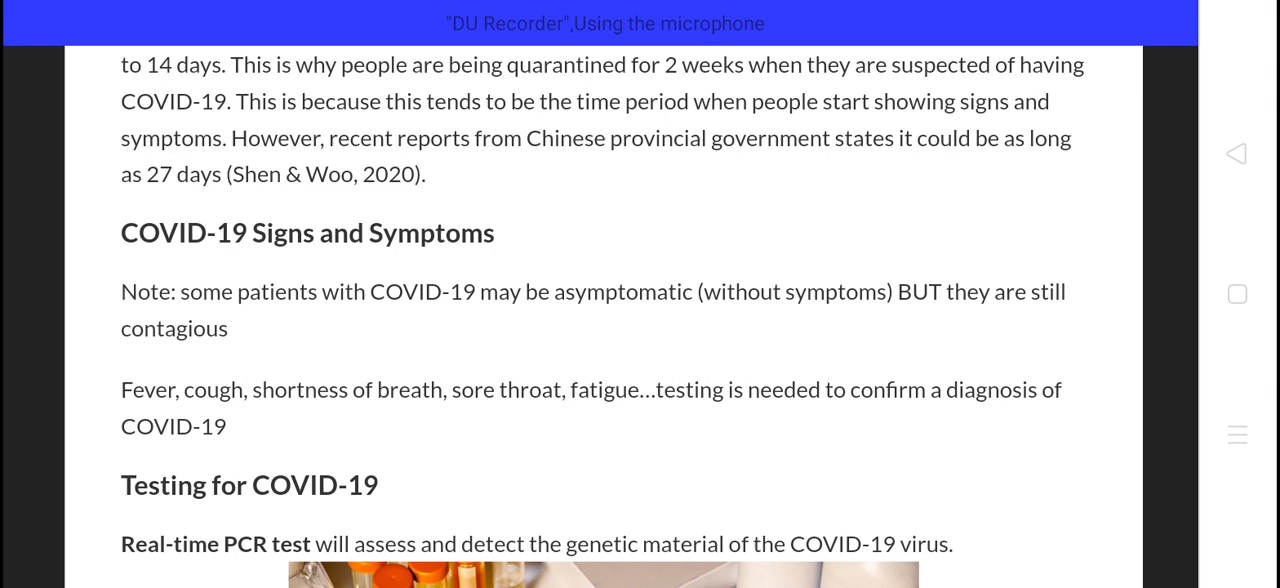 "DU Recorder",Using the microphone
to 14 days. This is why people are being quarantined for 2 weeks when they are suspected of having
COVID-19. This is because this tends to be the time period when people start showing signs and
symptoms. However, recent reports from Chinese provincial government states it could be as long
as 27 days (Shen & Woo, 2020).
COVID-19 Signs and Symptoms
Note: some patients with COVID-19 may be asymptomatic (without symptoms) BUT they are still
contagious
Fever, cough, shortness of breath, sore throat, fatigue...testing is needed to confirm a diagnosis of
COVID-19
Testing for COVID-19
Real-time PCR test will assess and detect the genetic material of the COVID-19 virus.